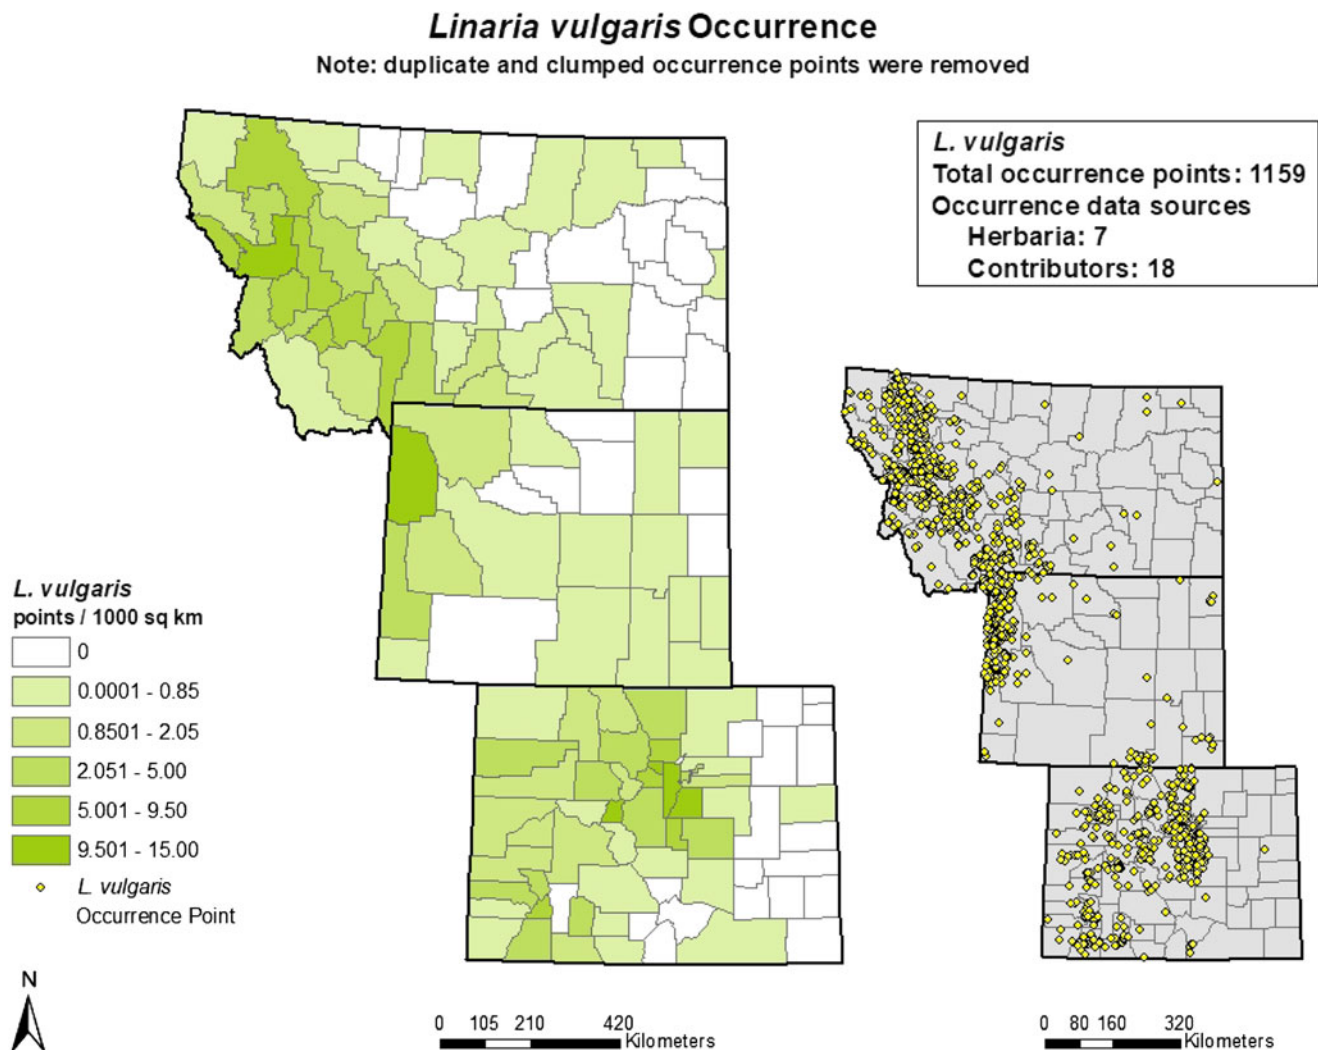 Linaria vulgaris Occurrence
Note: duplicate and clumped occurrence points were removed
L. vulgaris
Total occurrence points: 1159
Occurrence data sources
Herbaria: 7
Contributors: 18
L. vulgaris
points / 1000 sq km
0
0.0001 - 0.85
0.8501 - 2.05
2.051 - 5.00
5.001 - 9.50
9.501 - 15.00
L. vulgaris
Occurrence Point
N
0 105 210 420
Kilometers
0 80 160 320
Kilometers